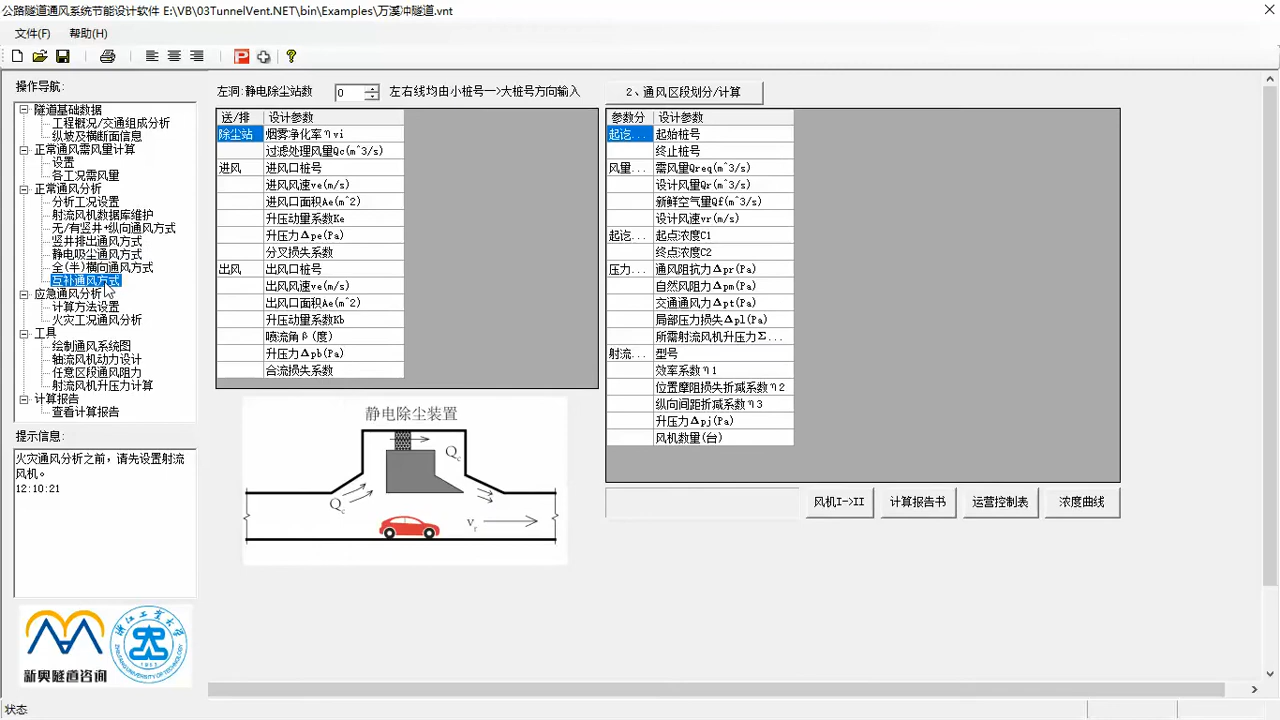 公路隧道通风系统节能设计软件 E:\VB\03TunnelVent.NET\bin\Examples\万溪冲隧道.vnt
文件(F) 帮助(H)
操作导航:
隧道基础数据
工程概况/交通组成分析
纵坡及横断面信息
正常通风需风量计算
设置
各工况需风量
正常通风分析
分析工况设置
射流风机数据库维护
无/有竖井+纵向通风方式
竖井排出通风方式
静电吸尘通风方式
全(半)横向通风方式
互补通风方式
应急通风分析
计算方法设置
火灾工况通风分析
工具
绘制通风系统图
轴流风机动力设计
任意区段通风阻力
射流风机升压力计算
计算报告
查看计算报告
提示信息:
火灾通风分析之前，请先设置射流
风机。
12:10:21
新奥隧道咨询
浙江工业大学
ZHEJIANG UNIVERSITY OF TECHNOLOGY
1953
左洞:静电除尘站数 0 左右线均由小桩号—>大桩号方向输入
送/排 设计参数
除尘站 烟雾净化率ηvi
过滤处理风量Qc(m^3/s)
进风 进风口桩号
进风风速ve(m/s)
进风口面积Ae(m^2)
升压动量系数Ke
升压力Δpe(Pa)
分叉损失系数
出风 出风口桩号
出风风速ve(m/s)
出风口面积Ae(m^2)
升压动量系数Kb
喷流角β(度)
升压力Δpb(Pa)
合流损失系数
静电除尘装置
Qc
Qc
vr
2、通风区段划分/计算
参数分 设计参数
起讫... 起始桩号
终止桩号
风量... 需风量Qreq(m^3/s)
设计风量Qr(m^3/s)
新鲜空气量Qf(m^3/s)
设计风速vr(m/s)
起讫... 起点浓度C1
终点浓度C2
压力... 通风阻抗力Δpr(Pa)
自然风阻力Δpm(Pa)
交通通风力Δpt(Pa)
局部压力损失Δpl(Pa)
所需射流风机升压力Σ...
射流... 型号
效率系数η1
位置摩阻损失折减系数η2
纵向间距折减系数η3
升压力Δpj(Pa)
风机数量(台)
风机I->II 计算报告书 运营控制表 浓度曲线
状态